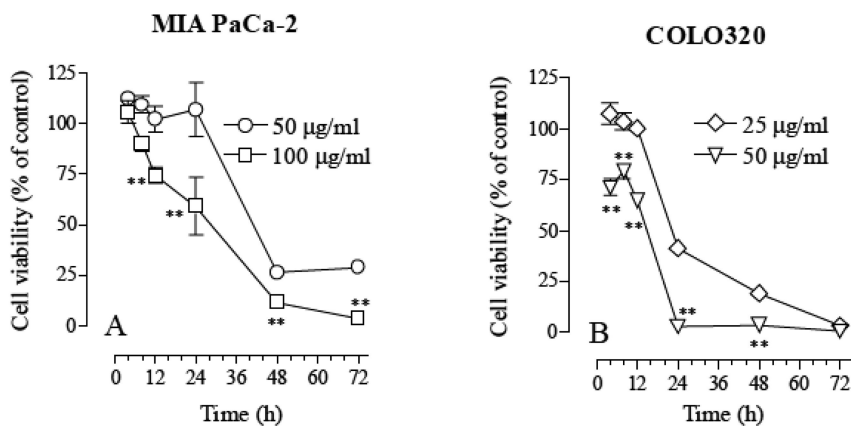 MIA PaCa-2
Cell viability (% of control)
125
100
75
50
25
0
50 µg/ml
100 µg/ml
**
**
**
**
A
0 12 24 36 48 60 72
Time (h)
COLO320
Cell viability (% of control)
125
100
75
50
25
0
25 µg/ml
50 µg/ml
**
**
**
**
**
B
0 12 24 36 48 60 72
Time (h)